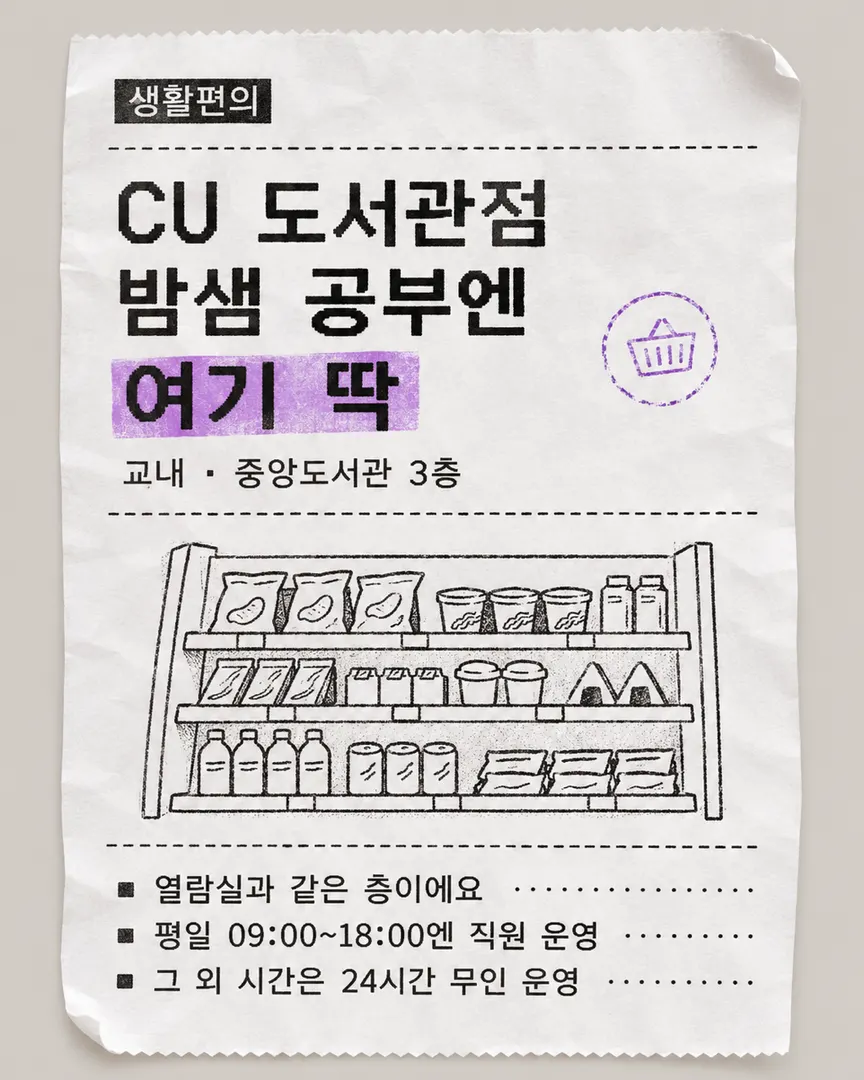 생활편의
CU 도서관점
밤샘 공부엔
여기 딱
교내 · 중앙도서관 3층
■ 열람실과 같은 층이에요
■ 평일 09:00~18:00엔 직원 운영
■ 그 외 시간은 24시간 무인 운영